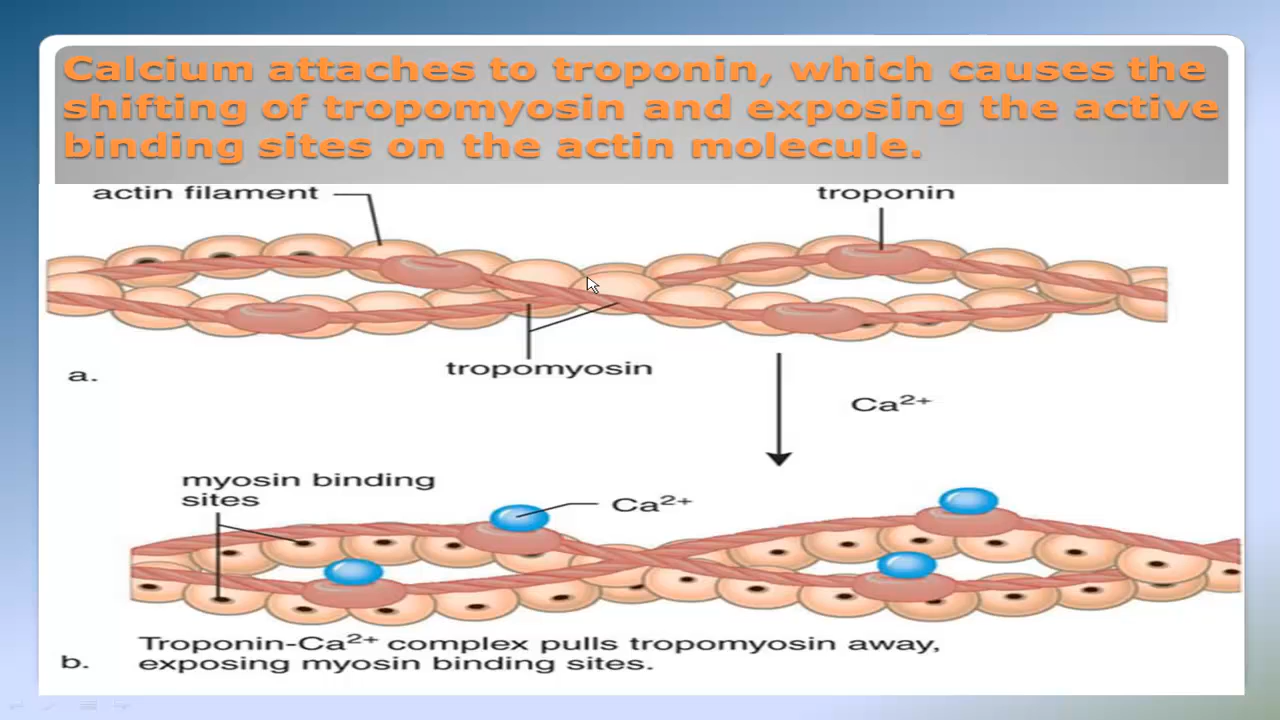 Calcium attaches to troponin, which causes the
shifting of tropomyosin and exposing the active
binding sites on the actin molecule.
actin filament
troponin
tropomyosin
a.
Ca²⁺
myosin binding
sites
Ca²⁺
Troponin-Ca²⁺ complex pulls tropomyosin away,
b. exposing myosin binding sites.